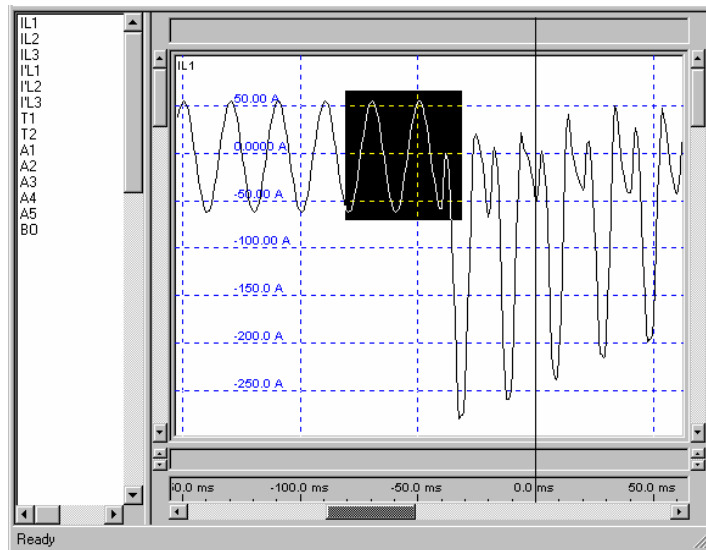 IL1
IL2
IL3
I'L1
I'L2
I'L3
T1
T2
A1
A2
A3
A4
A5
BO
IL1
50.00 A
0.0000 A
-50.00 A
-100.00 A
-150.0 A
-200.0 A
-250.0 A
-100.0 ms
-50.0 ms
0.0 ms
50.0 ms
Ready